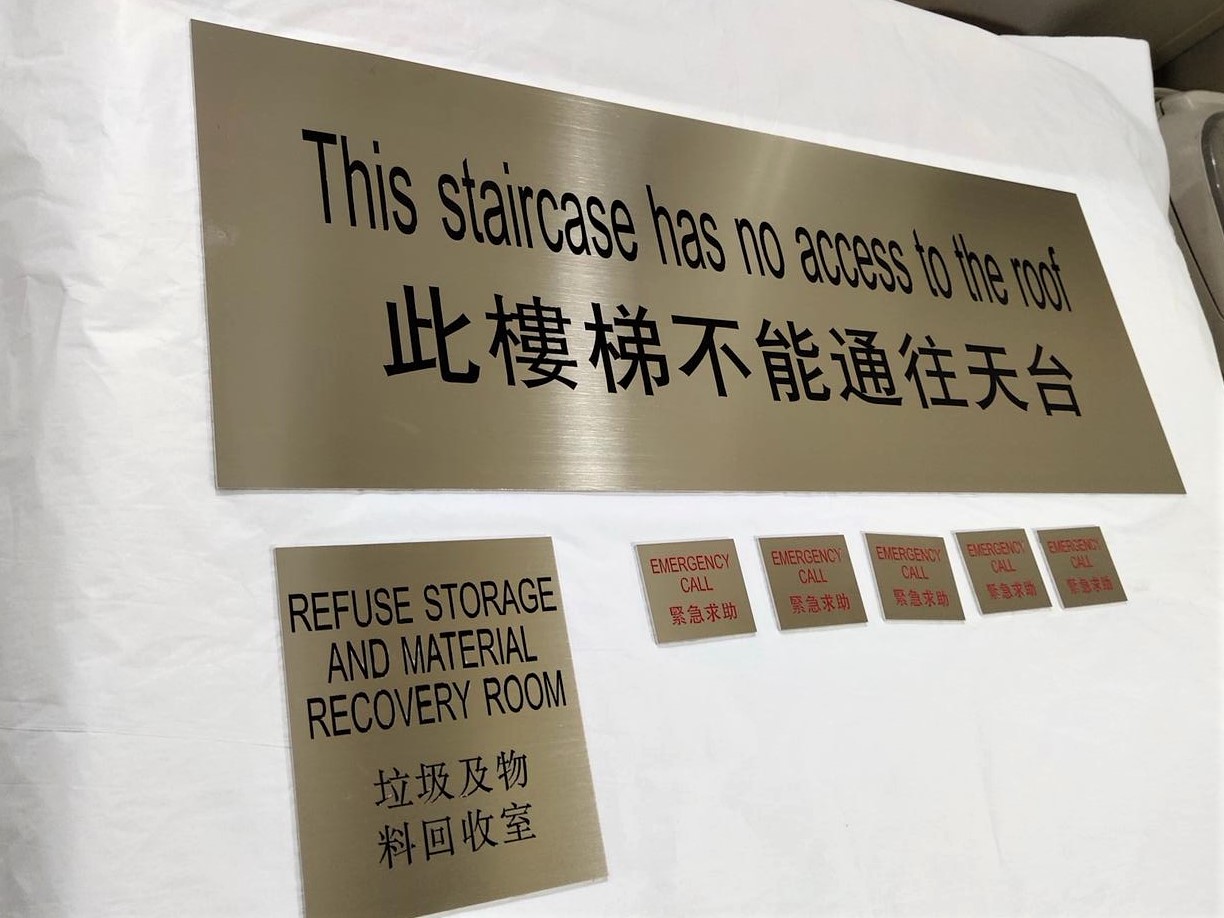 This staircase has no access to the roof
此樓梯不能通往天台
REFUSE STORAGE
AND MATERIAL
RECOVERY ROOM
垃圾及物
料回收室
EMERGENCY
CALL
緊急求助
EMERGENCY
CALL
緊急求助
EMERGENCY
CALL
緊急求助
EMERGENCY
CALL
緊急求助
EMERGENCY
CALL
緊急求助